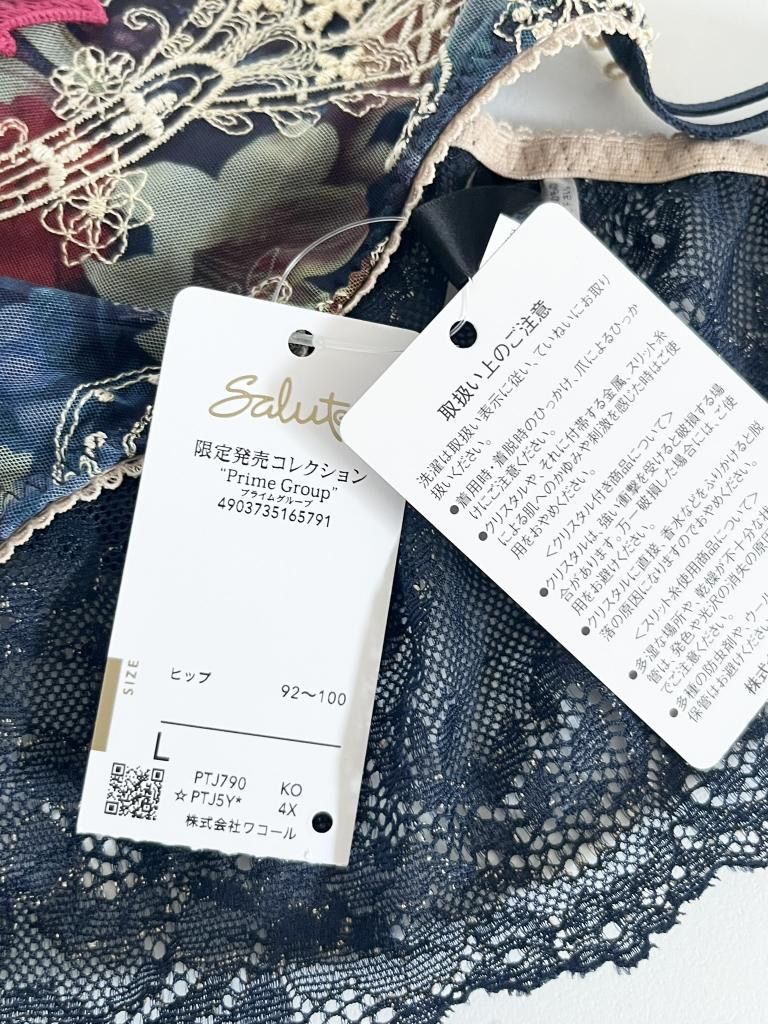 Salute
限定発売コレクション
"Prime Group"
プライムグループ
4903735165791
SIZE
ヒップ 92～100
L
PTJ790 KO
☆PTJ5Y* 4X
株式会社ワコール
取扱い上のご注意
洗濯は取扱い表示に従い、ていねいにお取り
扱いください。
●着用時・着脱時のひっかけ、爪によるひっか
けにご注意ください。
●クリスタルや、それに付帯する金属、スリット糸
による肌へのかゆみや刺激を感じた時はご使
用をおやめください。
＜クリスタル付き商品について＞
●クリスタルは、強い衝撃を受けると破損する場
合があります。万一破損した場合には、ご使
用をお避けください。
●クリスタルに直接 香水などをふりかけると脱
落の原因となりますのでおやめください。
＜スリット糸使用商品について＞
●多湿な場所や、乾燥が不十分な状
管は、発色や光沢の消失の原因
でご注意ください。
●多種の防虫剤や、ウール
保管はお避けください
株式